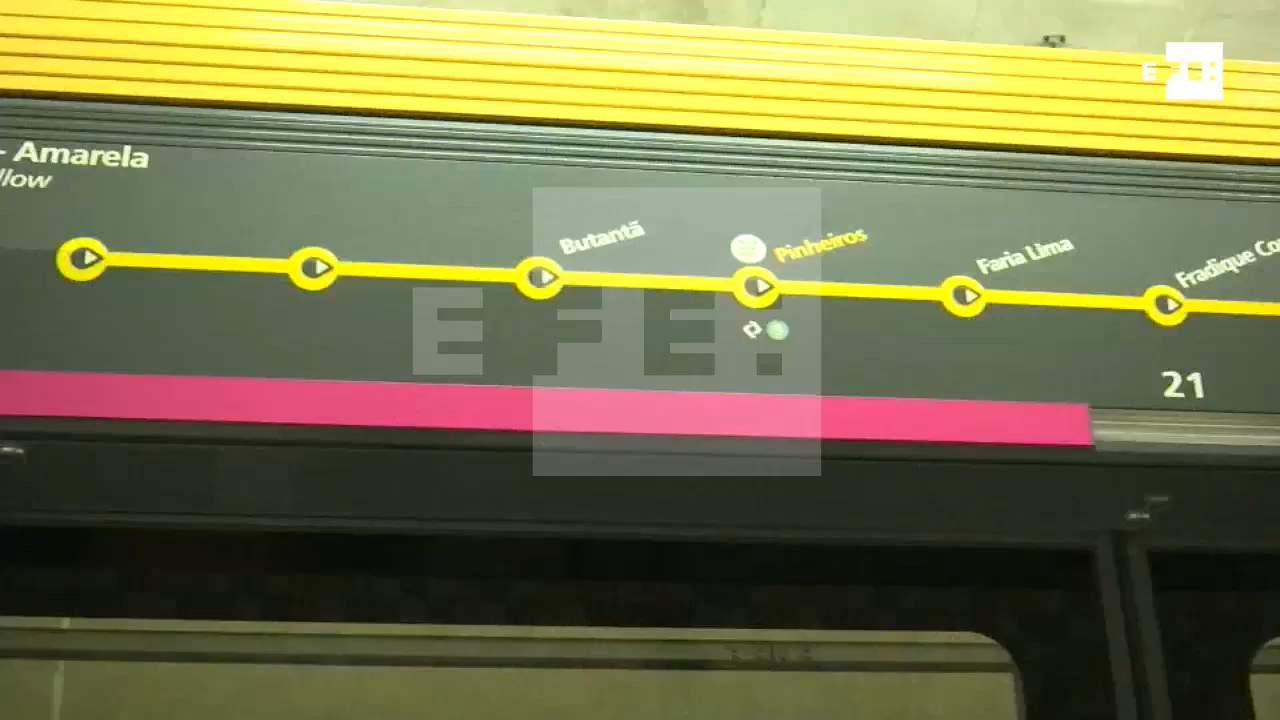 - Amarela
llow
Butantã
Pinheiros
Faria Lima
Fradique Co
21
EFE:
EFE: